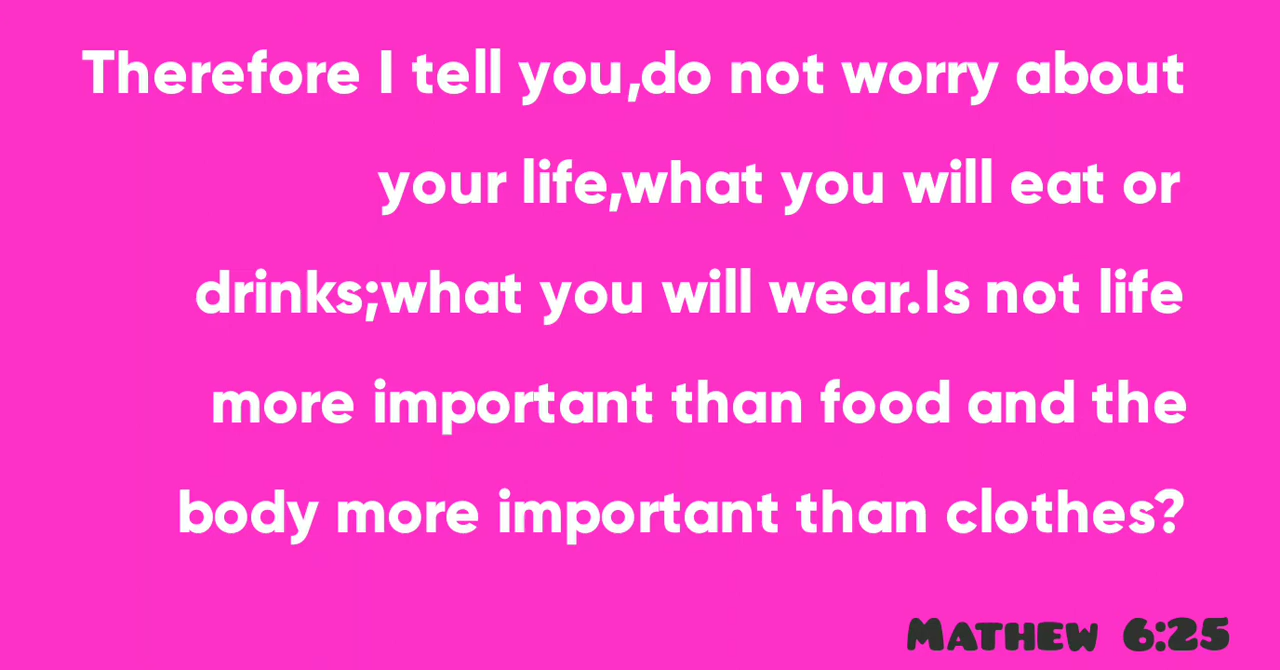 Therefore I tell you,do not worry about
your life,what you will eat or
drinks;what you will wear.Is not life
more important than food and the
body more important than clothes?
Mathew 6:25